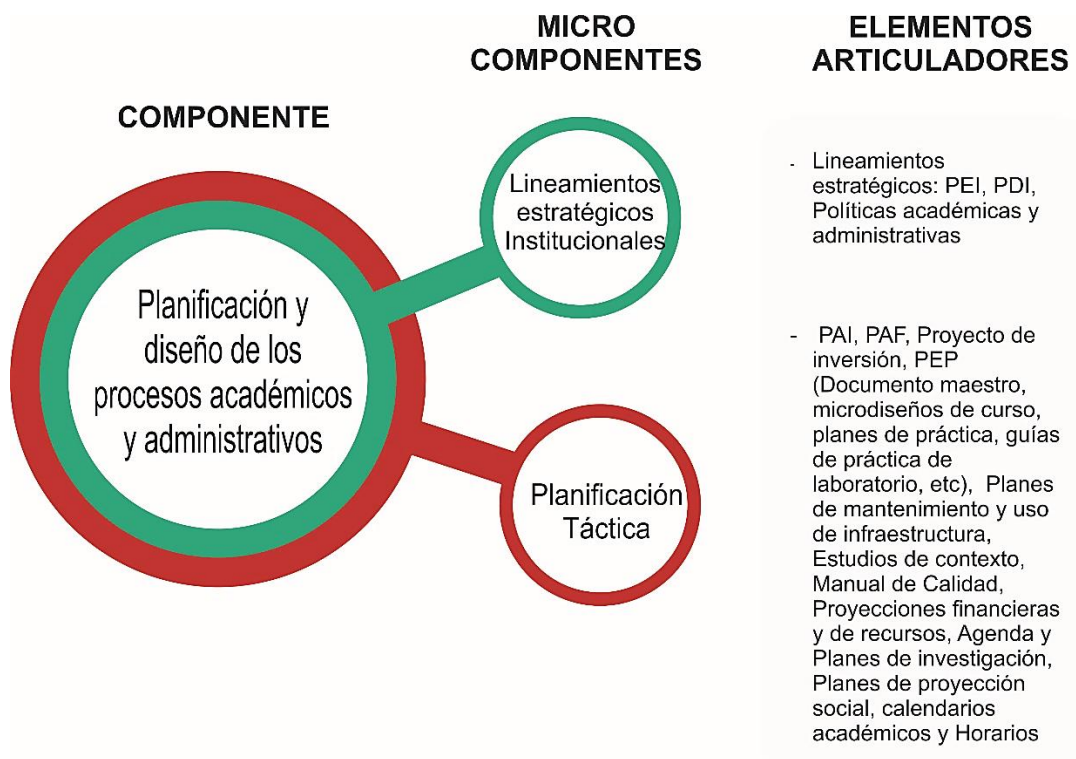 COMPONENTE
Planificación y
diseño de los
procesos académicos
y administrativos
MICRO
COMPONENTES
Lineamientos
estratégicos
Institucionales
Planificación
Táctica
ELEMENTOS
ARTICULADORES
- Lineamientos
estratégicos: PEI, PDI,
Políticas académicas y
administrativas
- PAI, PAF, Proyecto de
inversión, PEP
(Documento maestro,
microdiseños de curso,
planes de práctica, guías
de práctica de
laboratorio, etc), Planes
de mantenimiento y uso
de infraestructura,
Estudios de contexto,
Manual de Calidad,
Proyecciones financieras
y de recursos, Agenda y
Planes de investigación,
Planes de proyección
social, calendarios
académicos y Horarios